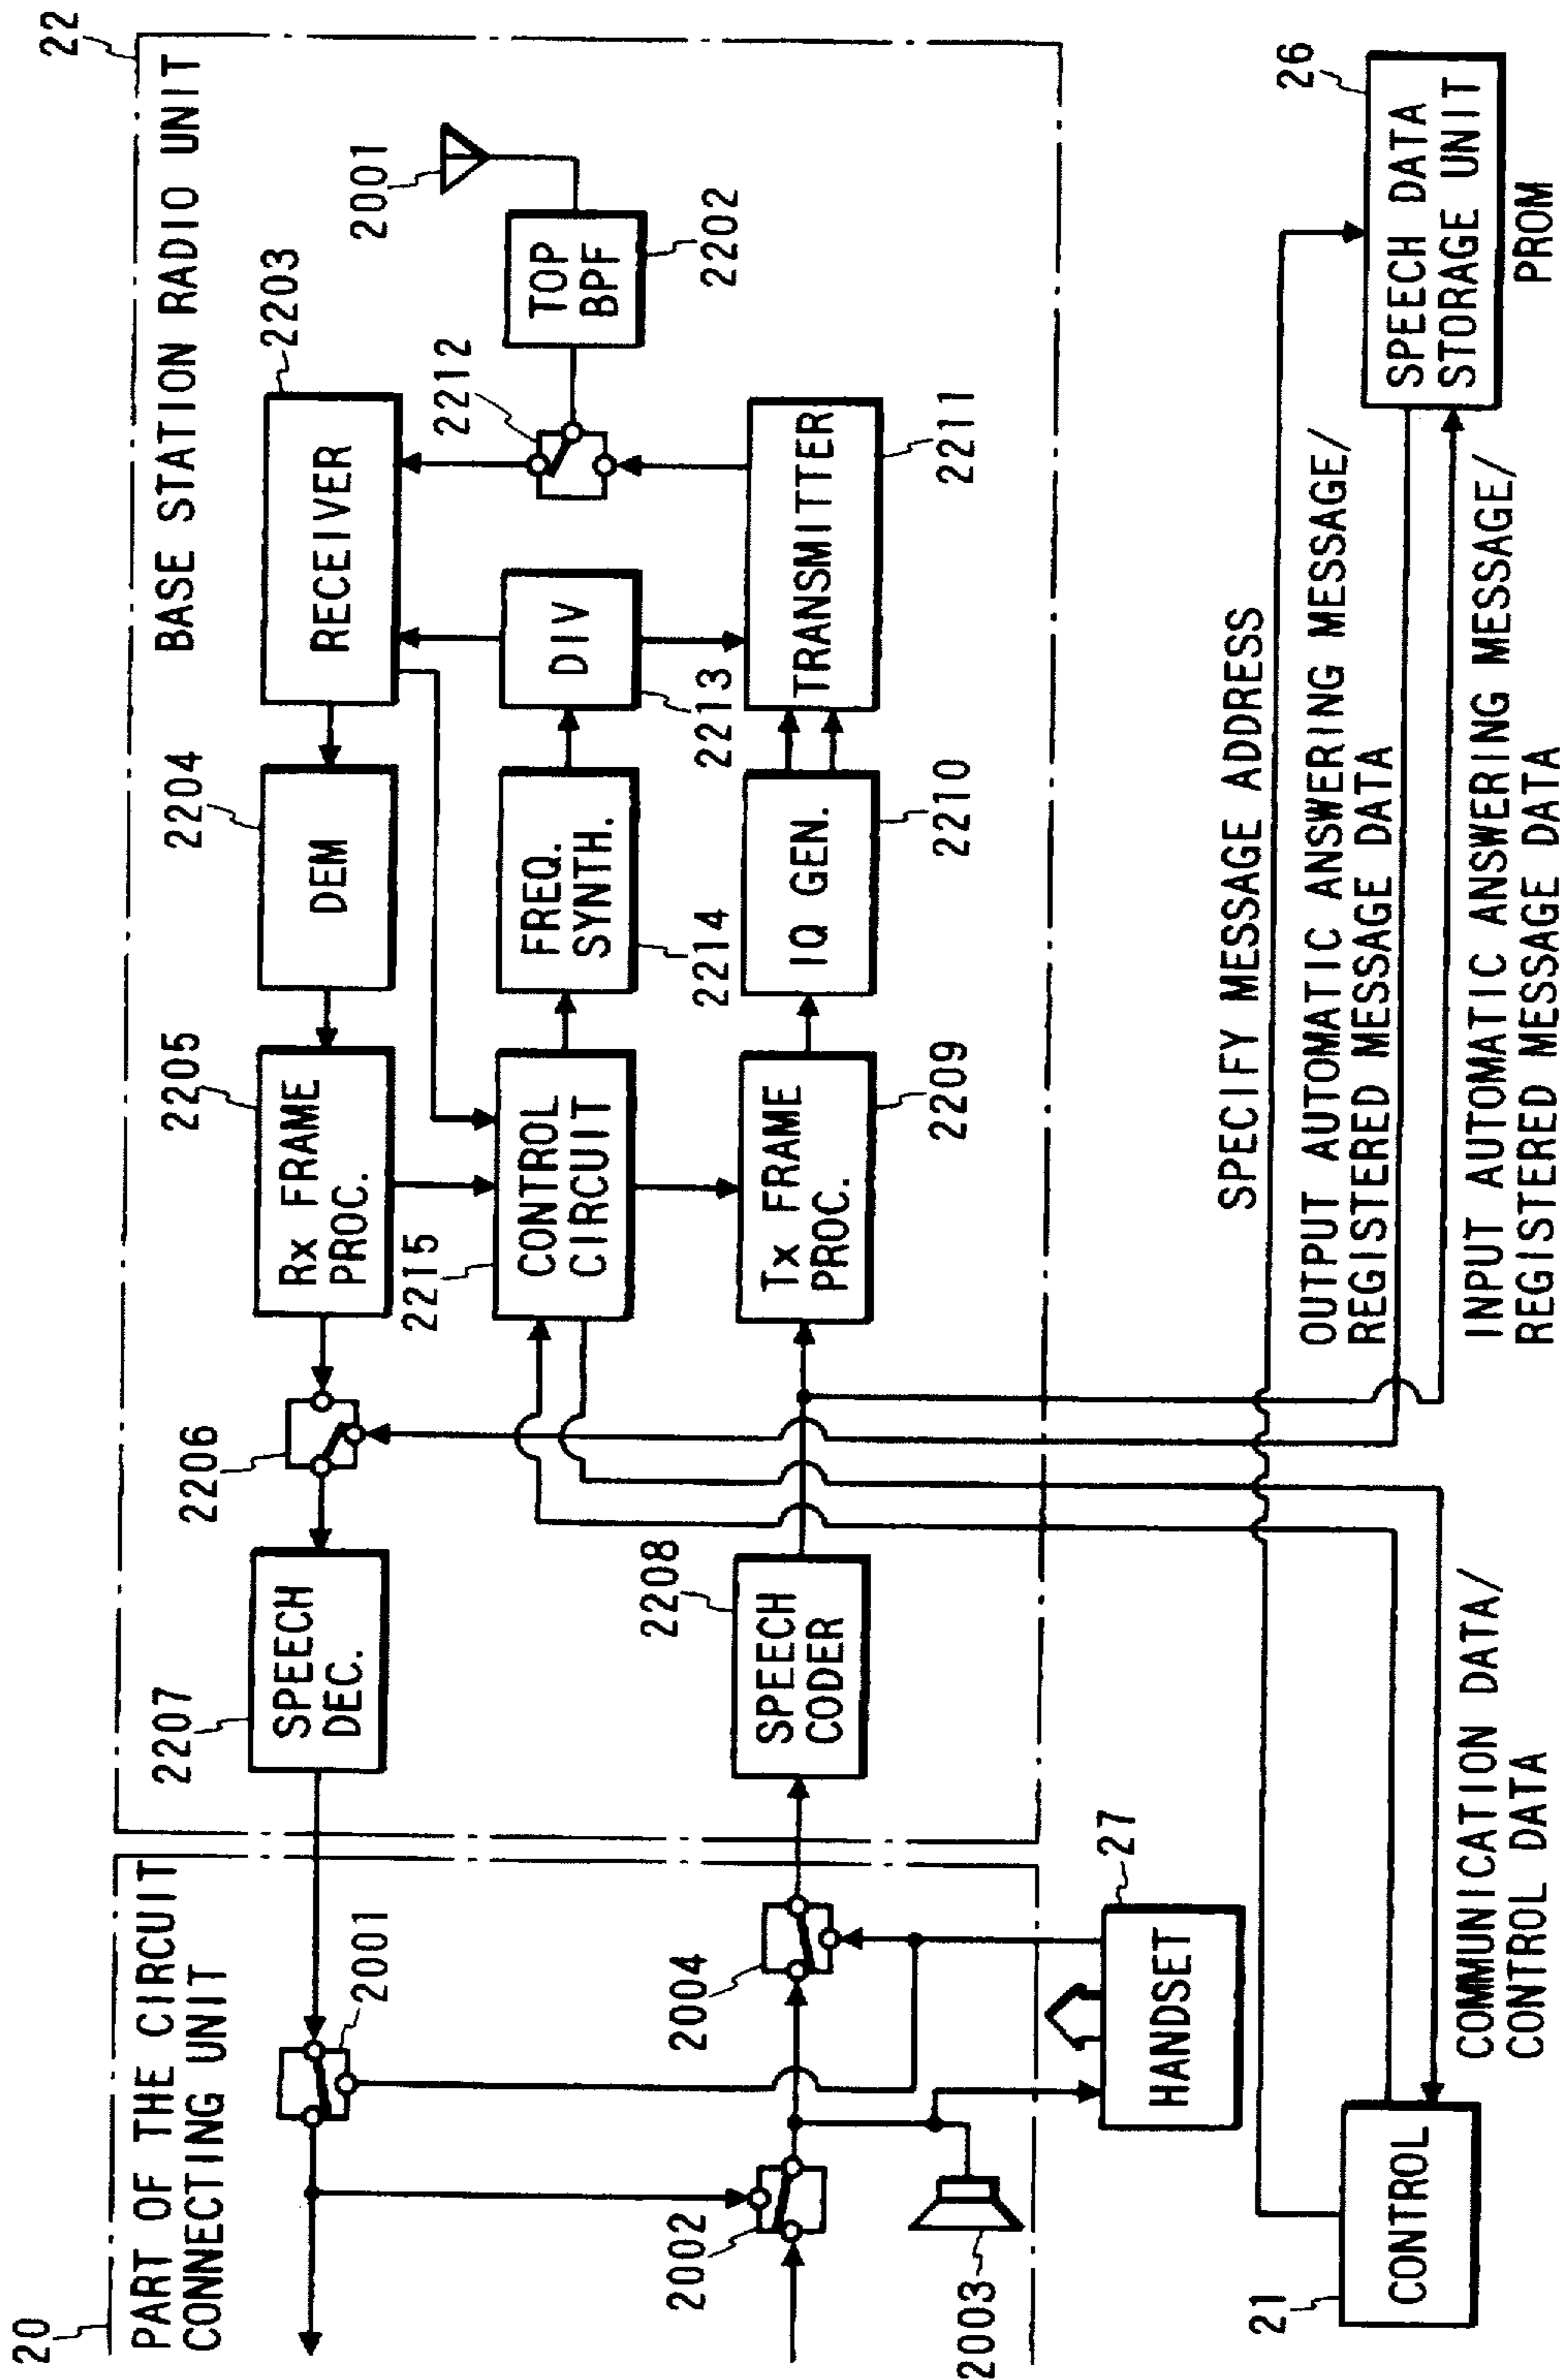 20
PART OF THE CIRCUIT
CONNECTING UNIT
2001
2002
2003
2004
HANDSET
27
22
BASE STATION RADIO UNIT
2207
SPEECH
DEC.
2206
2205
Rx FRAME
PROC.
2204
DEM
2203
RECEIVER
2001
2212
TOP
BPF
2202
2215
CONTROL
CIRCUIT
FREQ.
SYNTH.
2214
DIV
2213
2208
SPEECH
CODER
Tx FRAME
PROC.
2209
IQ GEN.
2210
TRANSMITTER
2211
SPECIFY MESSAGE ADDRESS
OUTPUT AUTOMATIC ANSWERING MESSAGE/
REGISTERED MESSAGE DATA
INPUT AUTOMATIC ANSWERING MESSAGE/
REGISTERED MESSAGE DATA
26
SPEECH DATA
STORAGE UNIT
PROM
21
CONTROL
COMMUNICATION DATA/
CONTROL DATA